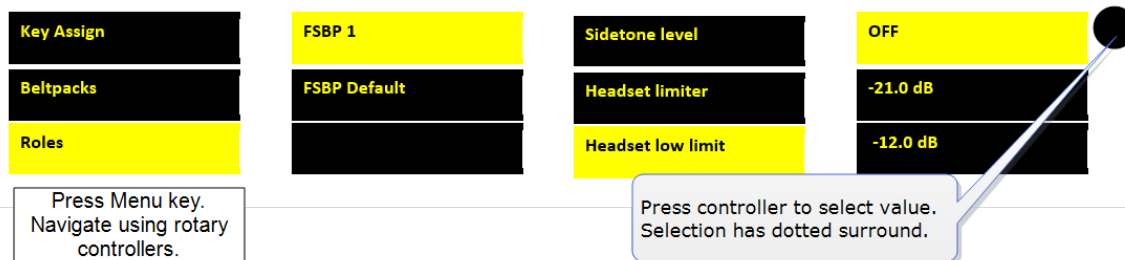 Key Assign
Beltpacks
Roles
FSBP 1
FSBP Default
Sidetone level
Headset limiter
Headset low limit
OFF
-21.0 dB
-12.0 dB
Press Menu key.
Navigate using rotary
controllers.
Press controller to select value.
Selection has dotted surround.